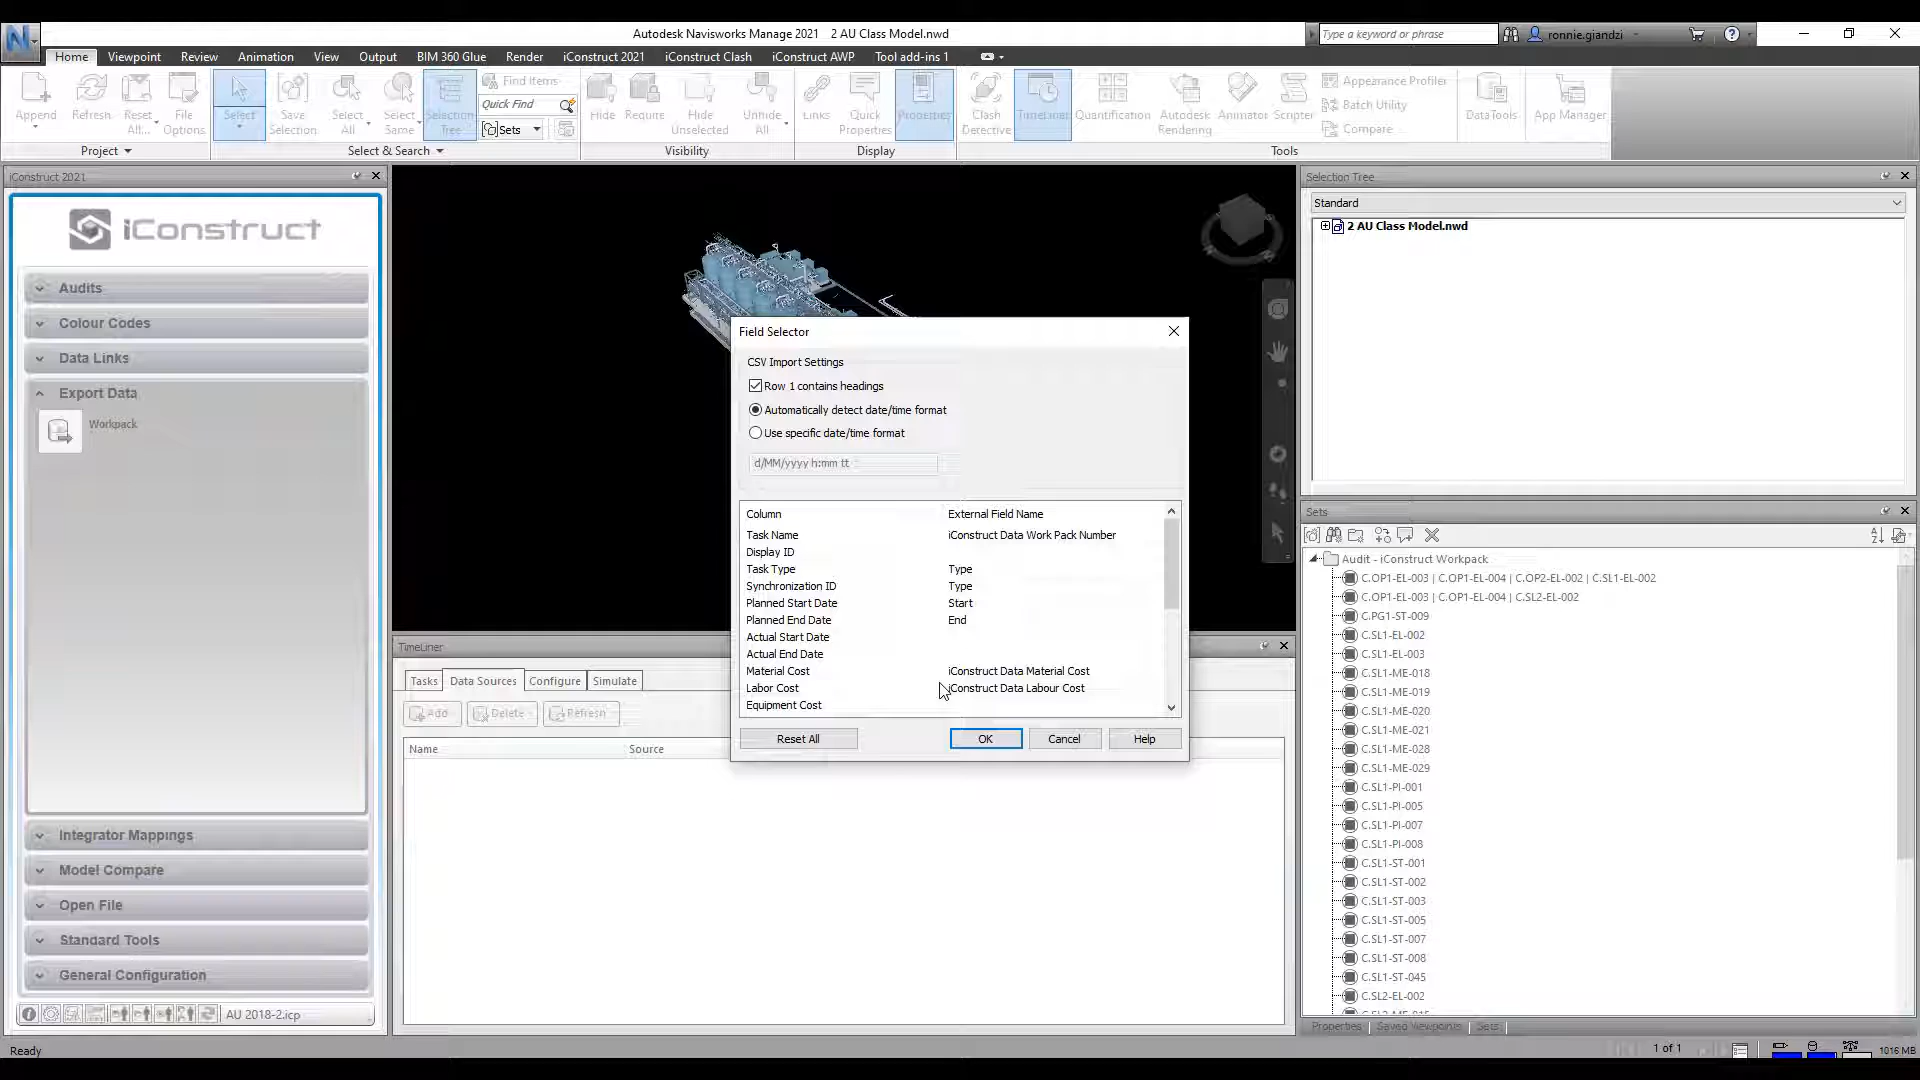 Autodesk Navisworks Manage 2021 2 AU Class Model.nwd
Type a keyword or phrase
ronnie.giandzi
Home Viewpoint Review Animation View Output BIM 360 Glue Render iConstruct 2021 iConstruct Clash iConstruct AWP Tool add-ins 1
Append
Refresh
Reset All...
File Options
Project
Select
Save Selection
Select All
Select Same
Selection Tree
Find Items
Quick Find
Sets
Select & Search
Hide
Require
Hide Unselected
Unhide All
Visibility
Links
Quick Properties
Properties
Display
Clash Detective
TimeLiner
Quantification
Autodesk Rendering
Animator
Scripter
Appearance Profiler
Batch Utility
Compare
Tools
DataTools
App Manager
iConstruct 2021
iConstruct
Audits
Colour Codes
Data Links
Export Data
Workpack
Integrator Mappings
Model Compare
Open File
Standard Tools
General Configuration
AU 2018-2.icp
Ready
Field Selector
CSV Import Settings
Row 1 contains headings
Automatically detect date/time format
Use specific date/time format
d/MM/yyyy h:mm tt
Column External Field Name
Task Name iConstruct Data Work Pack Number
Display ID
Task Type Type
Synchronization ID Type
Planned Start Date Start
Planned End Date End
Actual Start Date
Actual End Date
Material Cost iConstruct Data Material Cost
Labor Cost iConstruct Data Labour Cost
Equipment Cost
Reset All OK Cancel Help
TimeLiner
Tasks Data Sources Configure Simulate
Add Delete Refresh
Name Source
Selection Tree
Standard
2 AU Class Model.nwd
Sets
Audit - iConstruct Workpack
C.OP1-EL-003 | C.OP1-EL-004 | C.OP2-EL-002 | C.SL1-EL-002
C.OP1-EL-003 | C.OP1-EL-004 | C.SL2-EL-002
C.PG1-ST-009
C.SL1-EL-002
C.SL1-EL-003
C.SL1-ME-018
C.SL1-ME-019
C.SL1-ME-020
C.SL1-ME-021
C.SL1-ME-028
C.SL1-ME-029
C.SL1-PI-001
C.SL1-PI-005
C.SL1-PI-007
C.SL1-PI-008
C.SL1-ST-001
C.SL1-ST-002
C.SL1-ST-003
C.SL1-ST-005
C.SL1-ST-007
C.SL1-ST-008
C.SL1-ST-045
C.SL2-EL-002
Properties Saved Viewpoints Sets
1 of 1
1016 MB